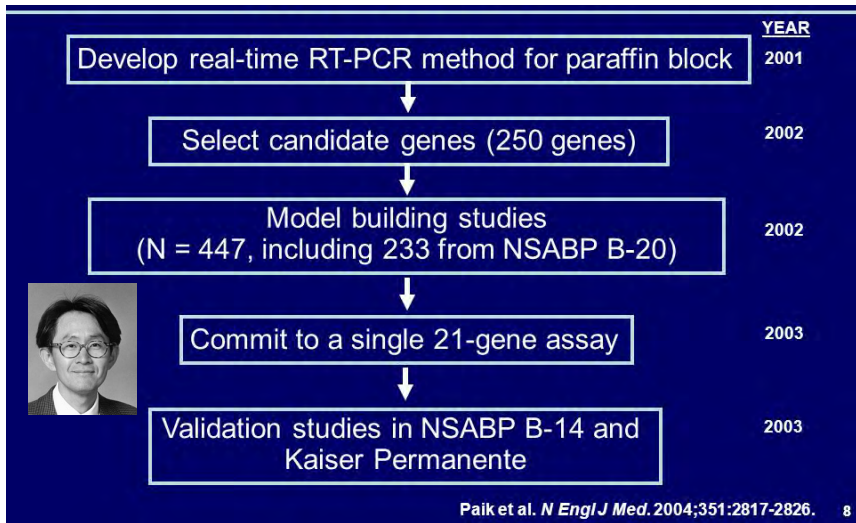 YEAR
Develop real-time RT-PCR method for paraffin block
2001
Select candidate genes (250 genes)
2002
Model building studies
(N = 447, including 233 from NSABP B-20)
2002
Commit to a single 21-gene assay
2003
Validation studies in NSABP B-14 and
Kaiser Permanente
2003
Paik et al. N Engl J Med. 2004;351:2817-2826.
8